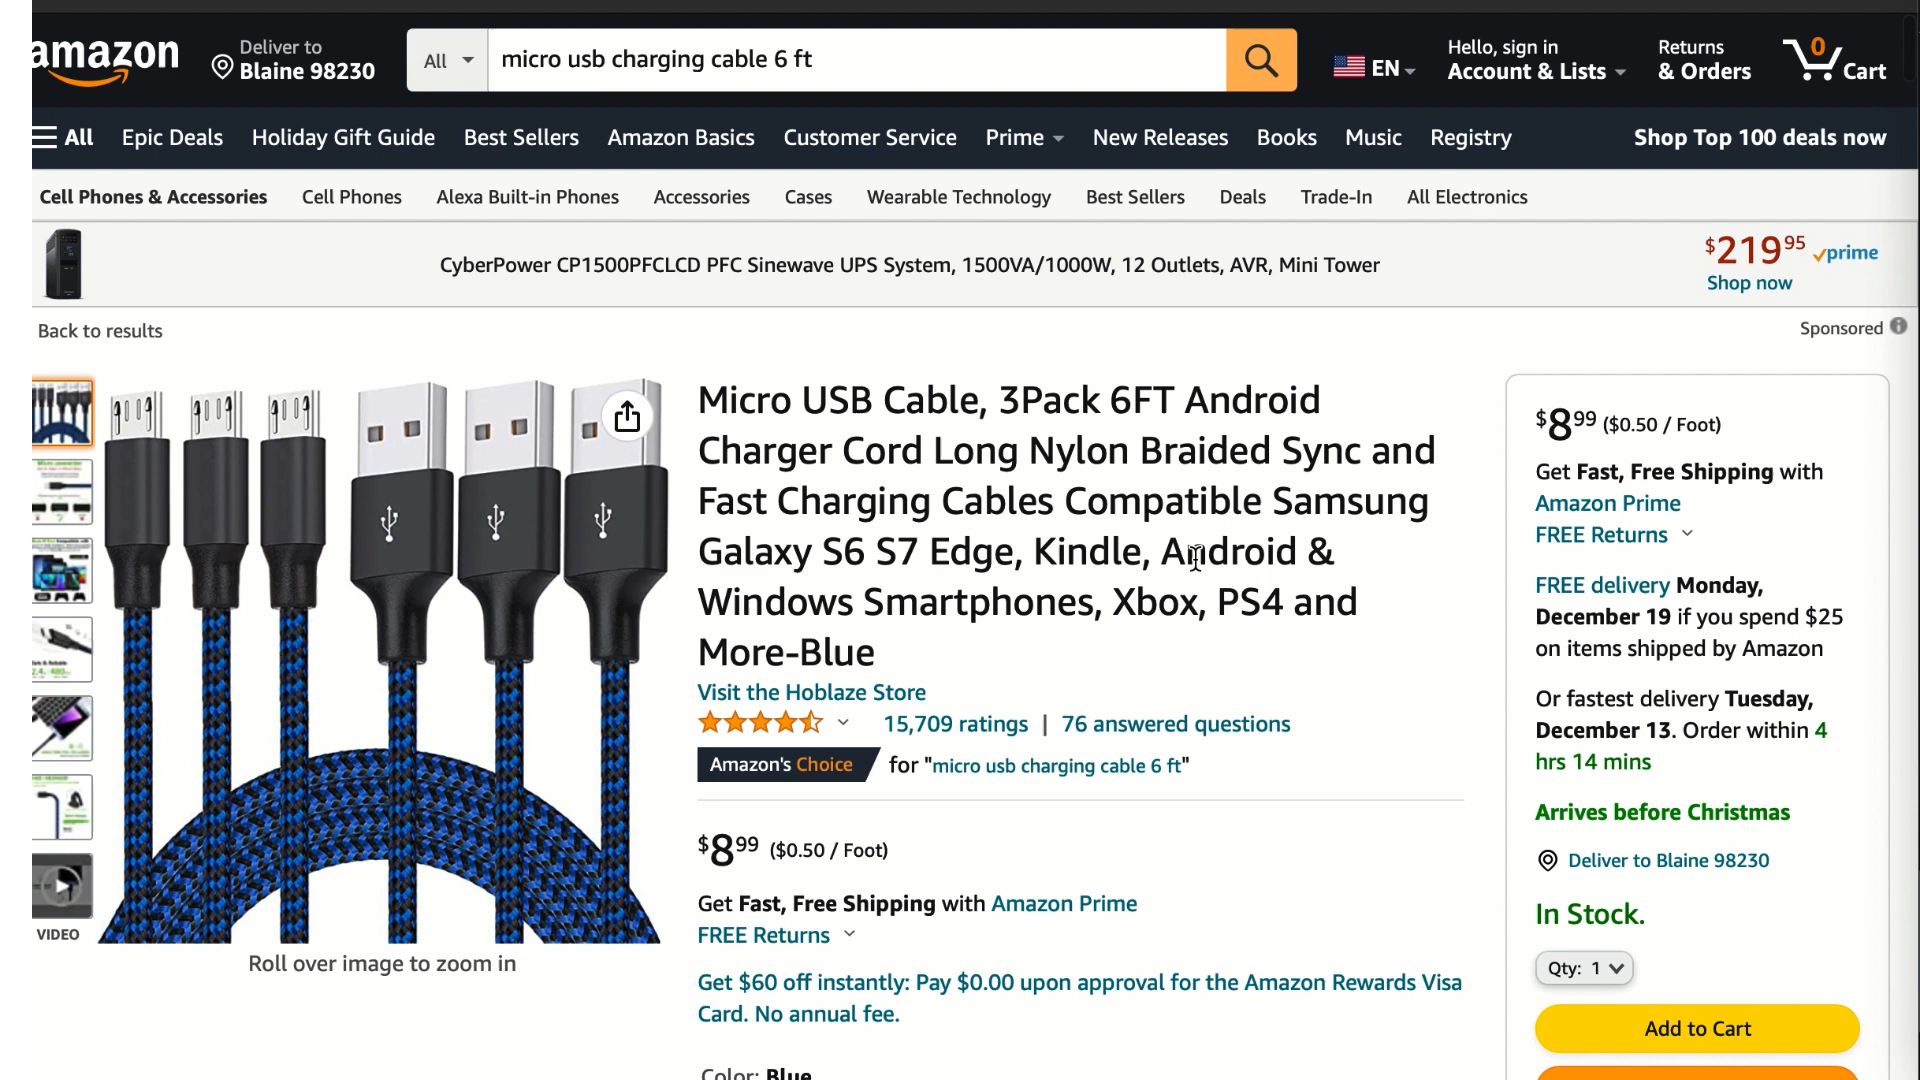 amazon
Deliver to
Blaine 98230
All
micro usb charging cable 6 ft
EN
Hello, sign in
Account & Lists
Returns
& Orders
0
Cart
All
Epic Deals
Holiday Gift Guide
Best Sellers
Amazon Basics
Customer Service
Prime
New Releases
Books
Music
Registry
Shop Top 100 deals now
Cell Phones & Accessories
Cell Phones
Alexa Built-in Phones
Accessories
Cases
Wearable Technology
Best Sellers
Deals
Trade-In
All Electronics
CyberPower CP1500PFCLCD PFC Sinewave UPS System, 1500VA/1000W, 12 Outlets, AVR, Mini Tower
$219 95 prime
Shop now
Back to results
Sponsored
Micro USB Cable, 3Pack 6FT Android
Charger Cord Long Nylon Braided Sync and
Fast Charging Cables Compatible Samsung
Galaxy S6 S7 Edge, Kindle, Android &
Windows Smartphones, Xbox, PS4 and
More-Blue
Visit the Hoblaze Store
15,709 ratings | 76 answered questions
Amazon's Choice for "micro usb charging cable 6 ft"
$8 99 ($0.50 / Foot)
Get Fast, Free Shipping with Amazon Prime
FREE Returns
Get $60 off instantly: Pay $0.00 upon approval for the Amazon Rewards Visa
Card. No annual fee.
Color: Blue
VIDEO
Roll over image to zoom in
$8 99 ($0.50 / Foot)
Get Fast, Free Shipping with
Amazon Prime
FREE Returns
FREE delivery Monday,
December 19 if you spend $25
on items shipped by Amazon
Or fastest delivery Tuesday,
December 13. Order within 4
hrs 14 mins
Arrives before Christmas
Deliver to Blaine 98230
In Stock.
Qty: 1
Add to Cart